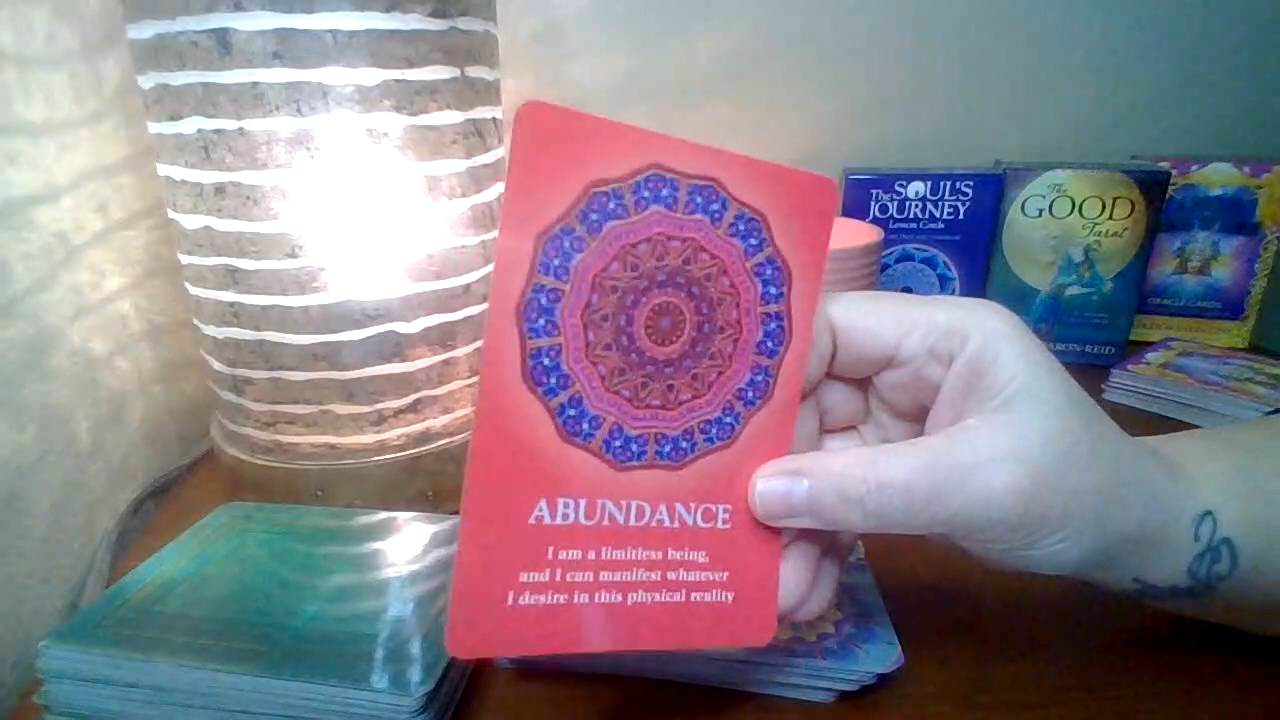 ABUNDANCE
I am a limitless being,
and I can manifest whatever
I desire in this physical reality
The SOUL'S
JOURNEY
Lesson Cards
The
GOOD
Tarot
ORACLE CARDS